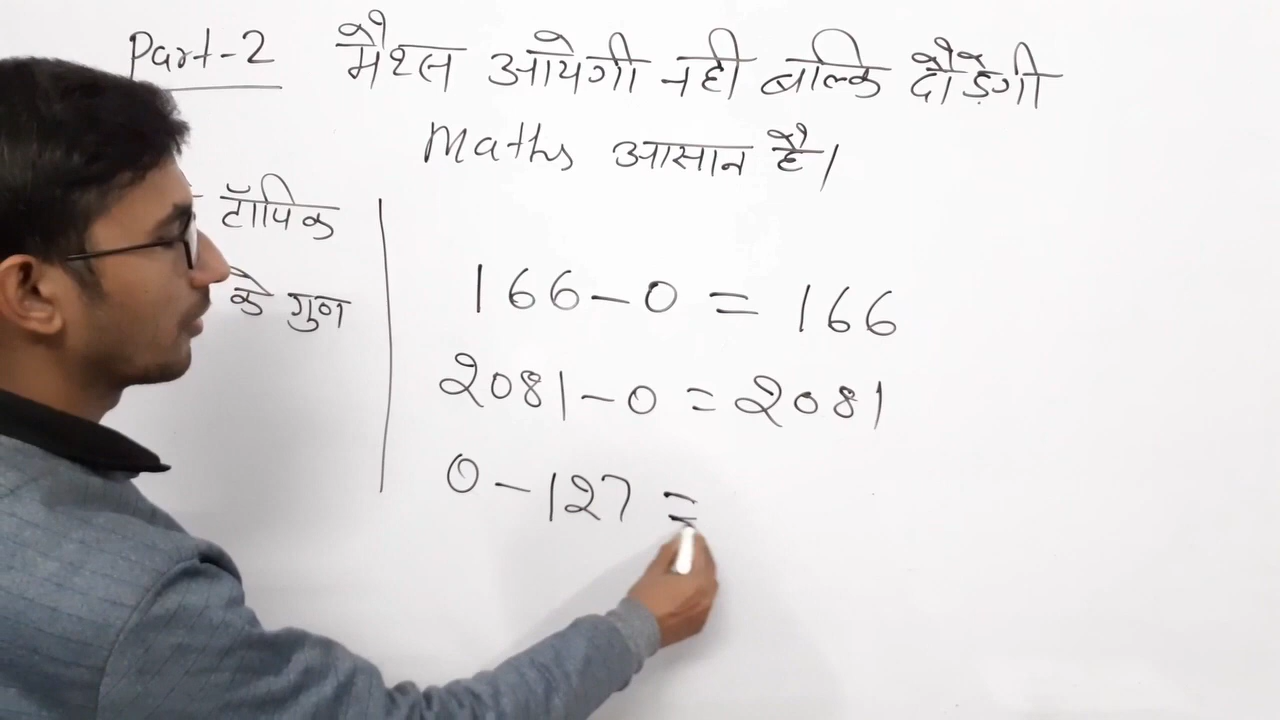 Part-2 मैथ्स आयेगी नही बल्कि दौड़ेगी
Maths आसान है।
टॉपिक
के गुण
166-0 = 166
2081-0 = 2081
0-127 =